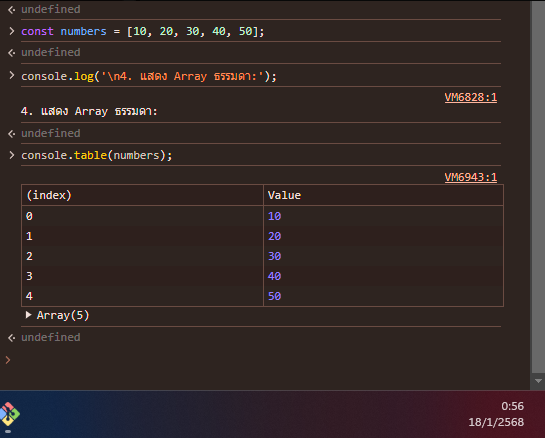 undefined
const numbers = [10, 20, 30, 40, 50];
undefined
console.log('\n4. แสดง Array ธรรมดา:');
VM6828:1
4. แสดง Array ธรรมดา:
undefined
console.table(numbers);
VM6943:1
(index) Value
0 10
1 20
2 30
3 40
4 50
Array(5)
undefined
0:56
18/1/2568